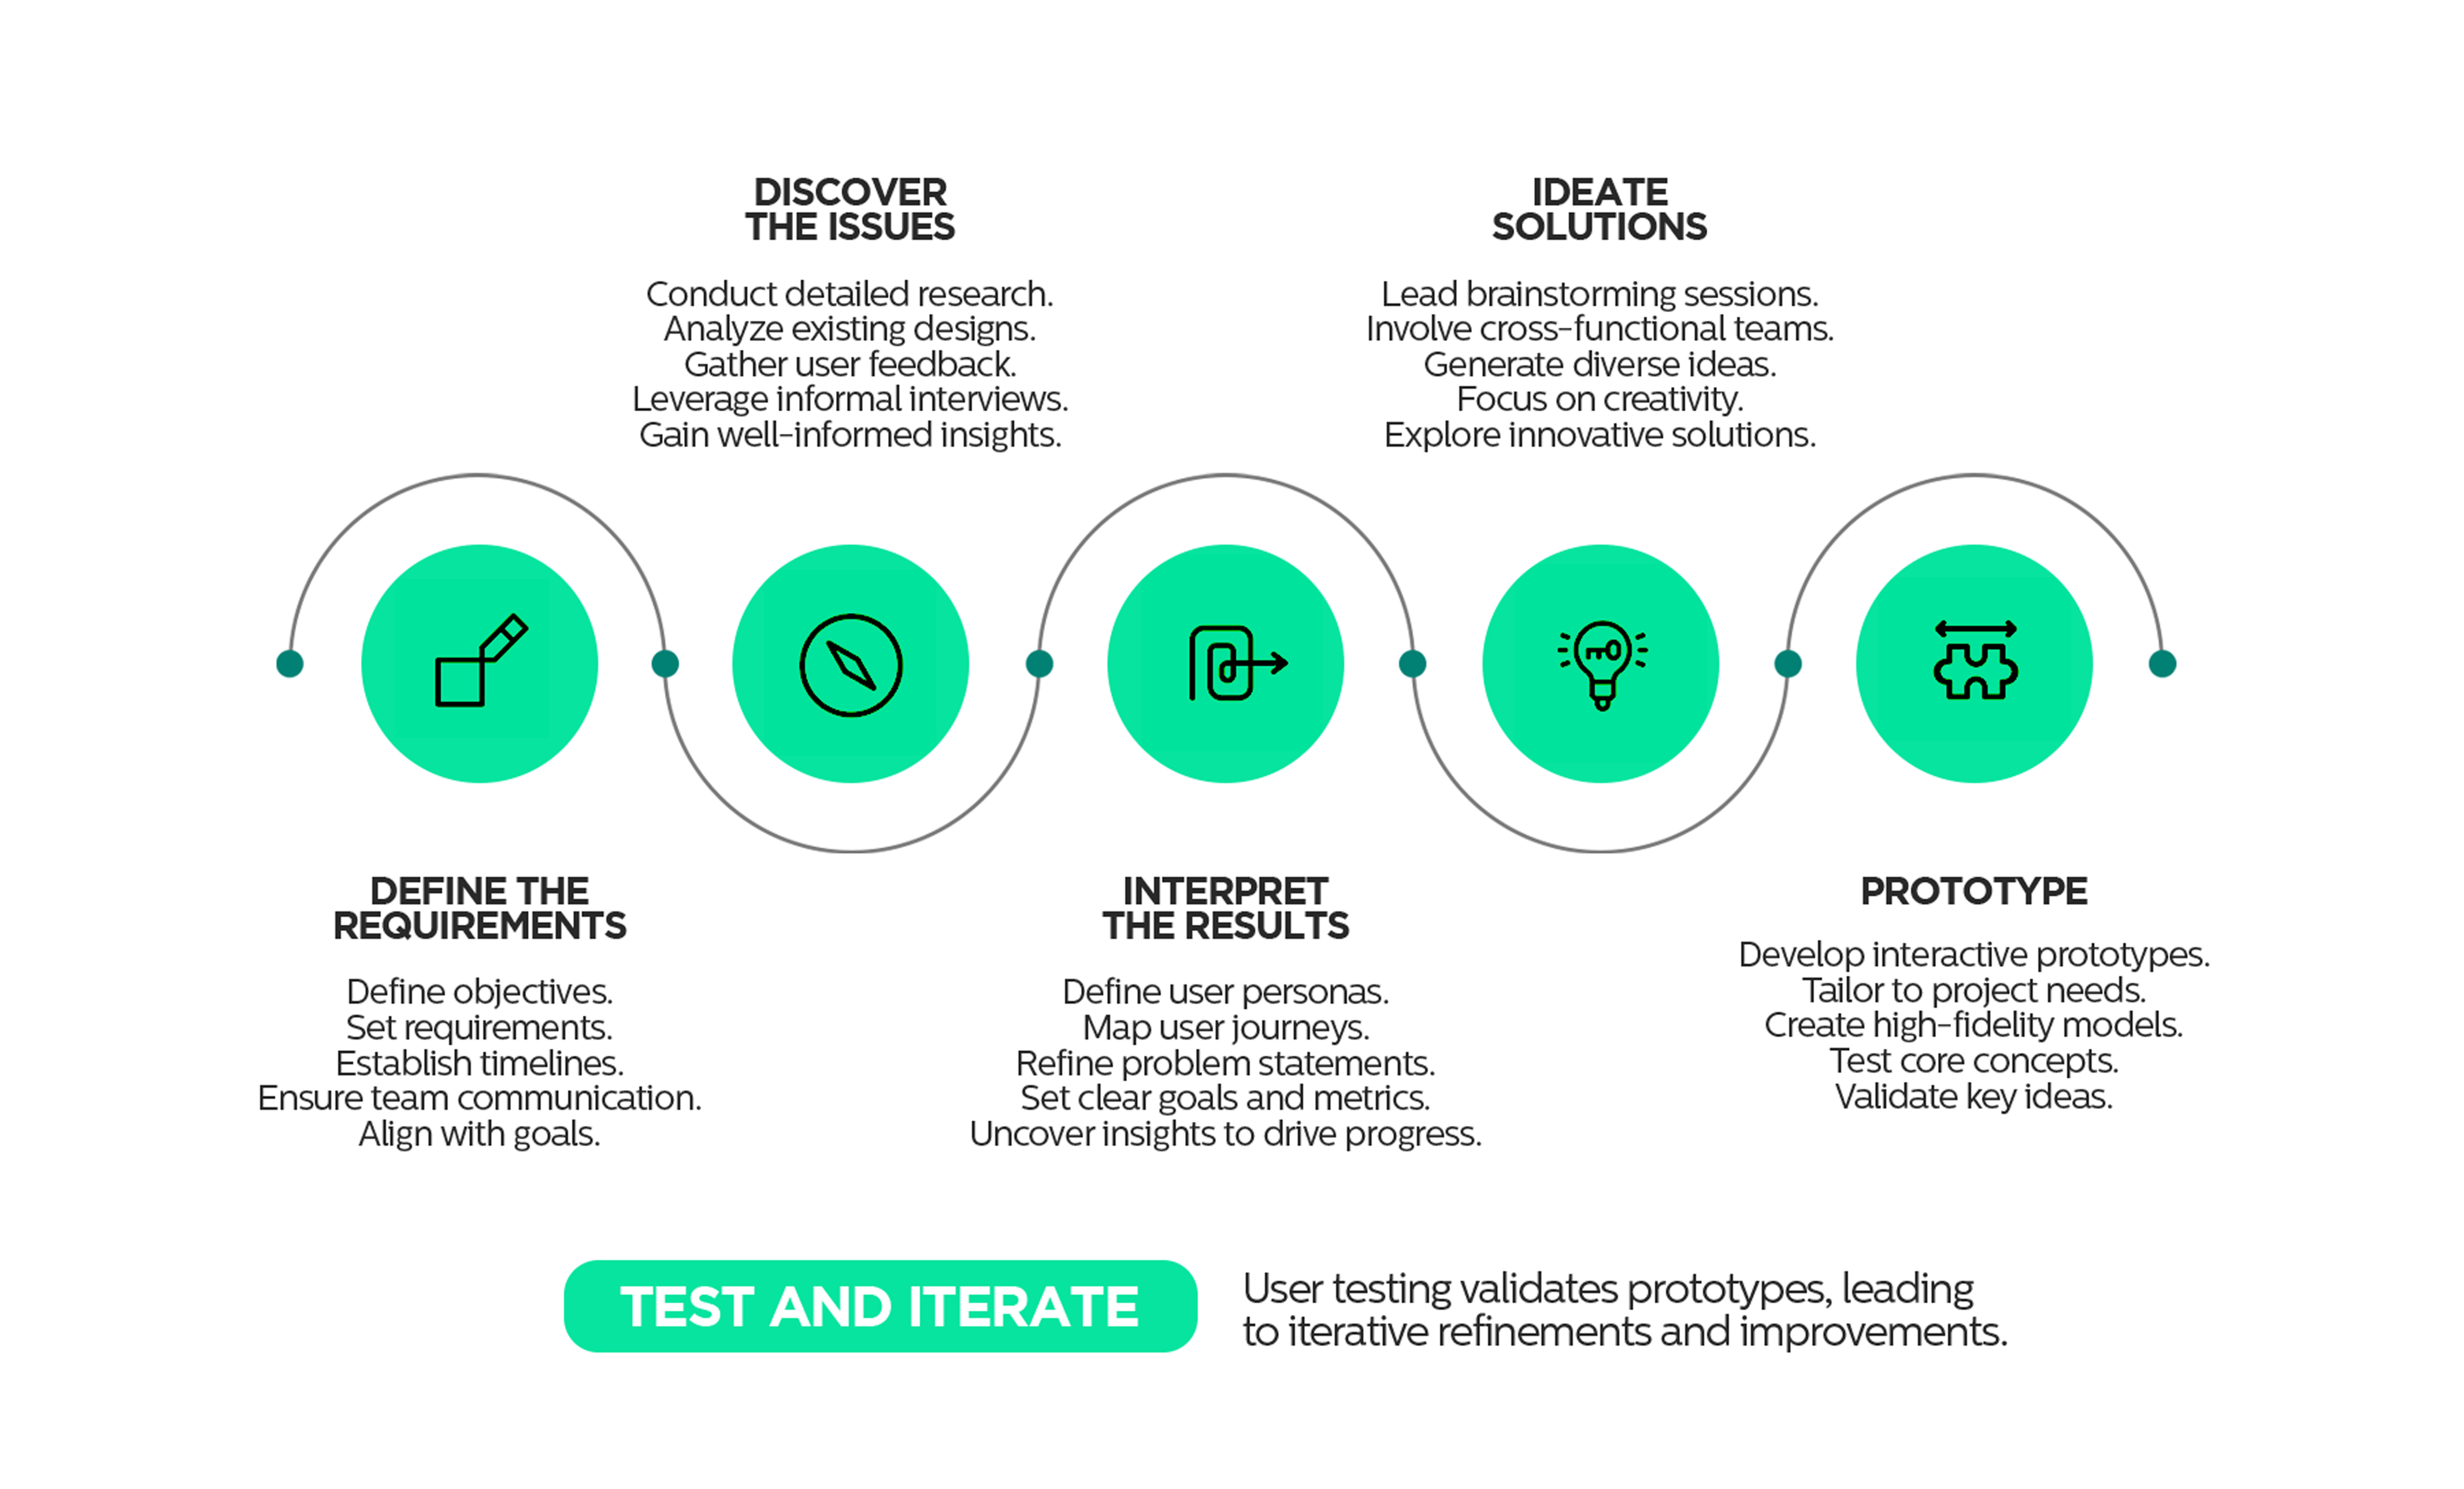 DISCOVER
THE ISSUES
Conduct detailed research.
Analyze existing designs.
Gather user feedback.
Leverage informal interviews.
Gain well-informed insights.
IDEATE
SOLUTIONS
Lead brainstorming sessions.
Involve cross-functional teams.
Generate diverse ideas.
Focus on creativity.
Explore innovative solutions.
DEFINE THE
REQUIREMENTS
Define objectives.
Set requirements.
Establish timelines.
Ensure team communication.
Align with goals.
INTERPRET
THE RESULTS
Define user personas.
Map user journeys.
Refine problem statements.
Set clear goals and metrics.
Uncover insights to drive progress.
PROTOTYPE
Develop interactive prototypes.
Tailor to project needs.
Create high-fidelity models.
Test core concepts.
Validate key ideas.
TEST AND ITERATE
User testing validates prototypes, leading
to iterative refinements and improvements.